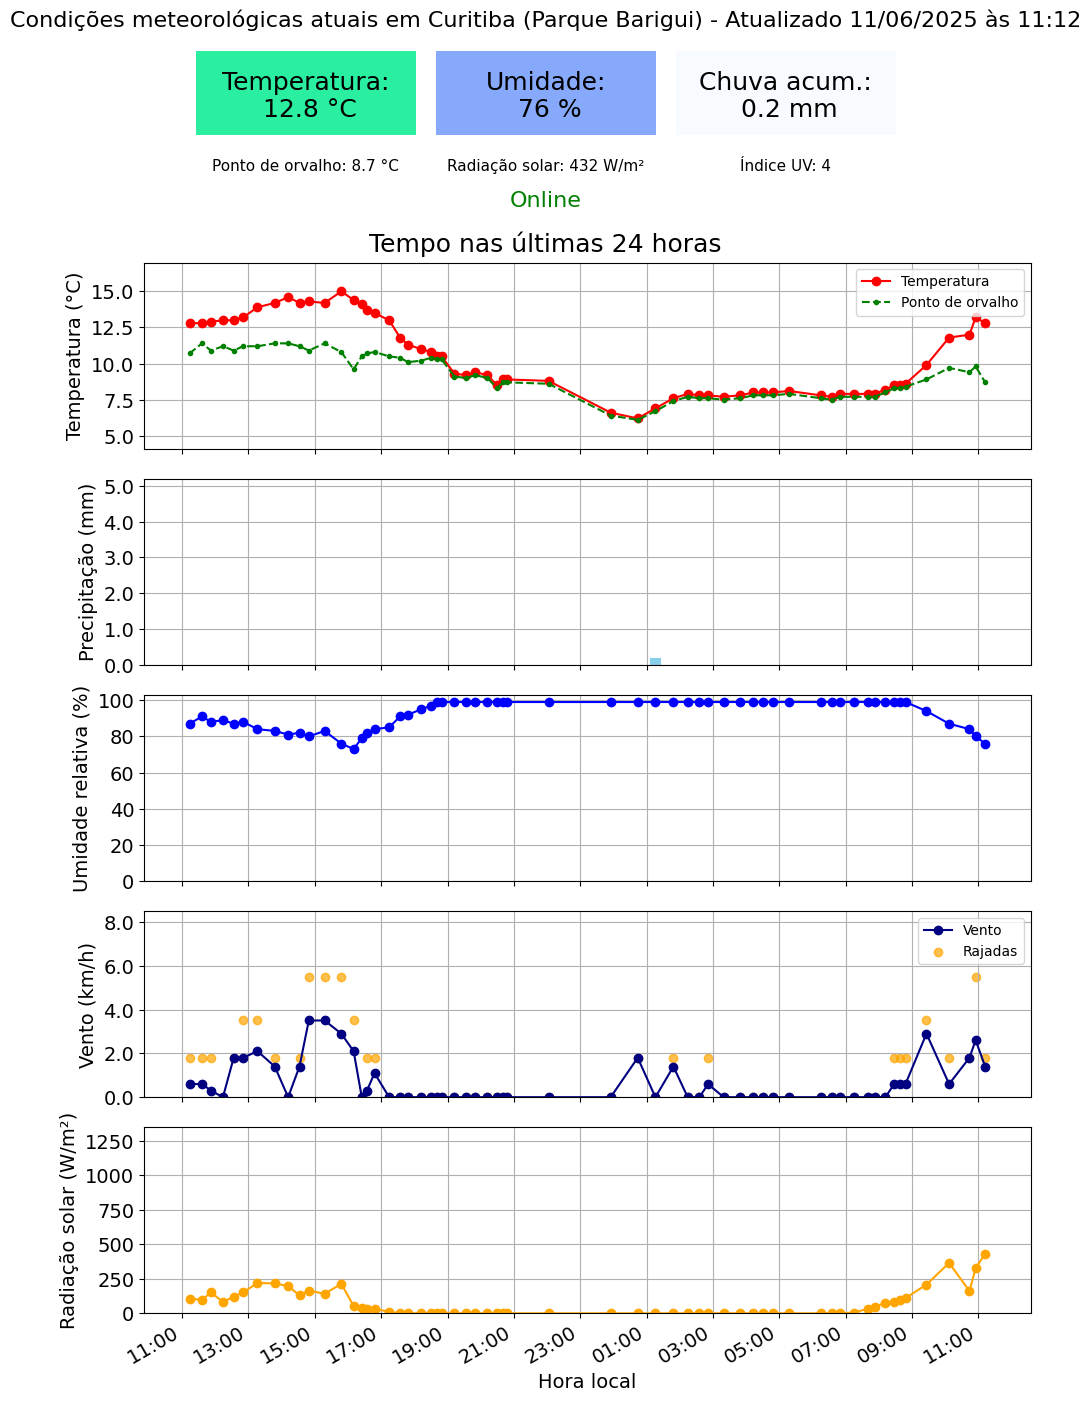 Condições meteorológicas atuais em Curitiba (Parque Barigui) - Atualizado 11/06/2025 às 11:12
Temperatura:
12.8 °C
Umidade:
76 %
Chuva acum.:
0.2 mm
Ponto de orvalho: 8.7 °C
Radiação solar: 432 W/m²
Índice UV: 4
Online
Tempo nas últimas 24 horas
Temperatura (°C)
15.0
12.5
10.0
7.5
5.0
Temperatura
Ponto de orvalho
Precipitação (mm)
5.0
4.0
3.0
2.0
1.0
0.0
Umidade relativa (%)
100
80
60
40
20
0
Vento (km/h)
8.0
6.0
4.0
2.0
0.0
Vento
Rajadas
Radiação solar (W/m²)
1250
1000
750
500
250
0
11:00
13:00
15:00
17:00
19:00
21:00
23:00
01:00
03:00
05:00
07:00
09:00
11:00
Hora local